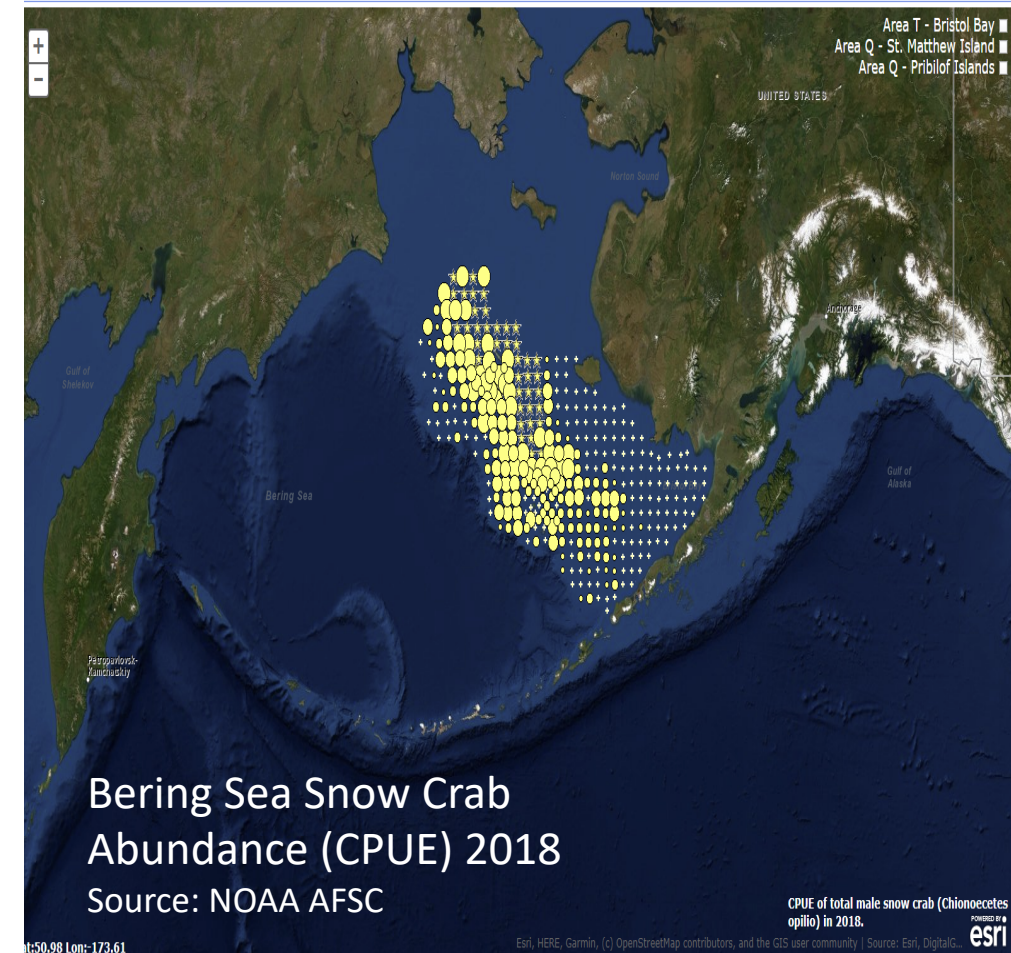 +
−
Area T - Bristol Bay
Area Q - St. Matthew Island
Area Q - Pribilof Islands
UNITED STATES
Norton Sound
Anchorage
Gulf of
Shelekov
Gulf of
Alaska
Bering Sea
Petropavlovsk-
Kamchatskiy
Bering Sea Snow Crab
Abundance (CPUE) 2018
Source: NOAA AFSC
CPUE of total male snow crab (Chionoecetes
opilio) in 2018.
POWERED BY
esri
Esri, HERE, Garmin, (c) OpenStreetMap contributors, and the GIS user community | Source: Esri, DigitalG...
t:50.98 Lon:-173.61